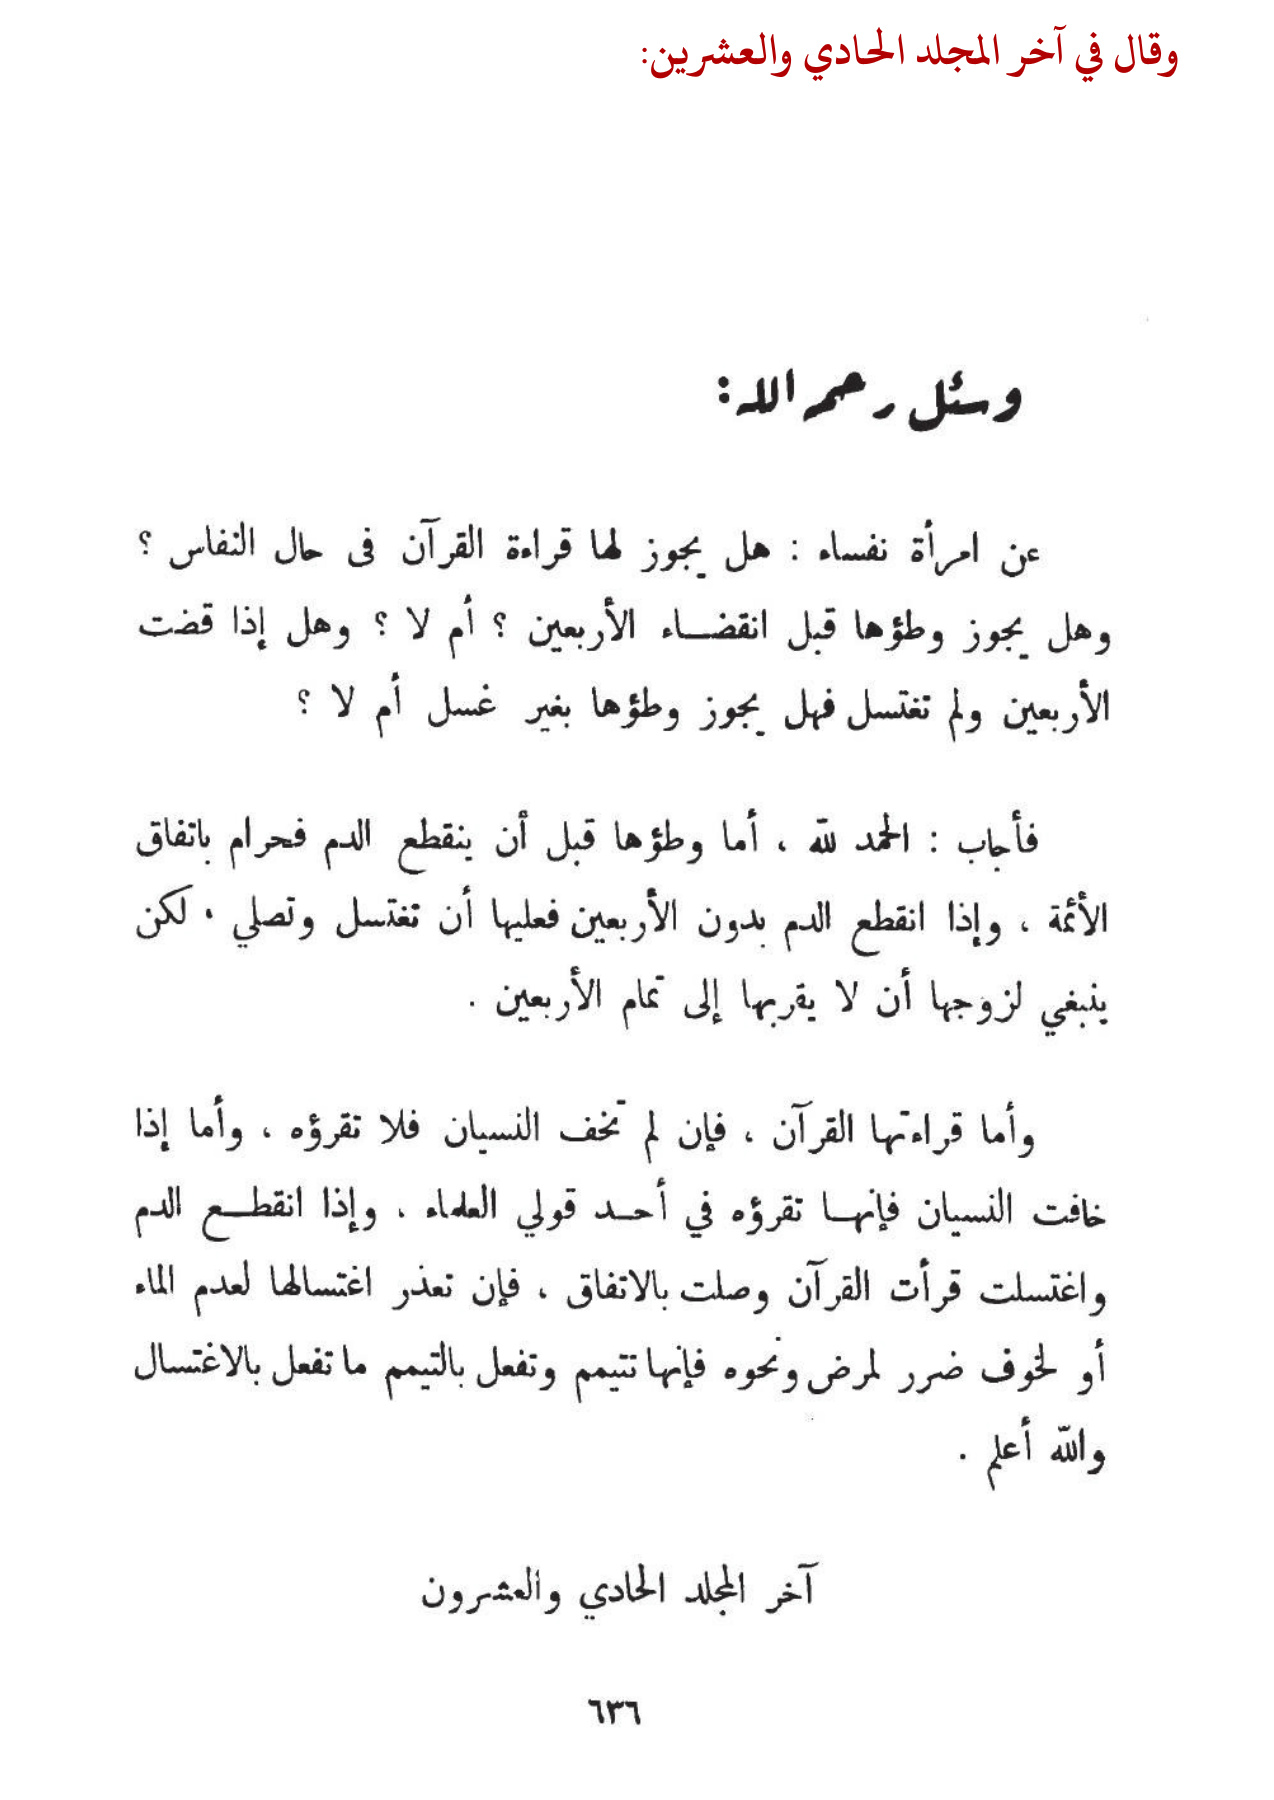 وقال في آخر المجلد الحادي والعشرين:
وسئل رحمه الله:
عن امرأة نفساء : هل يجوز لها قراءة القرآن فى حال النفاس ؟
وهل يجوز وطؤها قبل انقضاء الأربعين ؟ أم لا ؟ وهل إذا قضت
الأربعين ولم تغتسل فهل يجوز وطؤها بغير غسل أم لا ؟
فأجاب : الحمد لله ، أما وطؤها قبل أن ينقطع الدم فحرام باتفاق
الأئمة ، وإذا انقطع الدم بدون الأربعين فعليها أن تغتسل وتصلي . لكن
ينبغي لزوجها أن لا يقربها إلى تمام الأربعين .
وأما قراءتها القرآن ، فإن لم تخف النسيان فلا تقرؤه ، وأما إذا
خافت النسيان فإنها تقرؤه في أحد قولي العلماء . وإذا انقطع الدم
واغتسلت قرأت القرآن وصلت بالاتفاق ، فإن تعذر اغتسالها لعدم الماء
أو لخوف ضرر لمرض ونحوه فإنها تتيمم وتفعل بالتيمم ما تفعل بالاغتسال
والله أعلم .
آخر المجلد الحادي والعشرون
٦٣٦